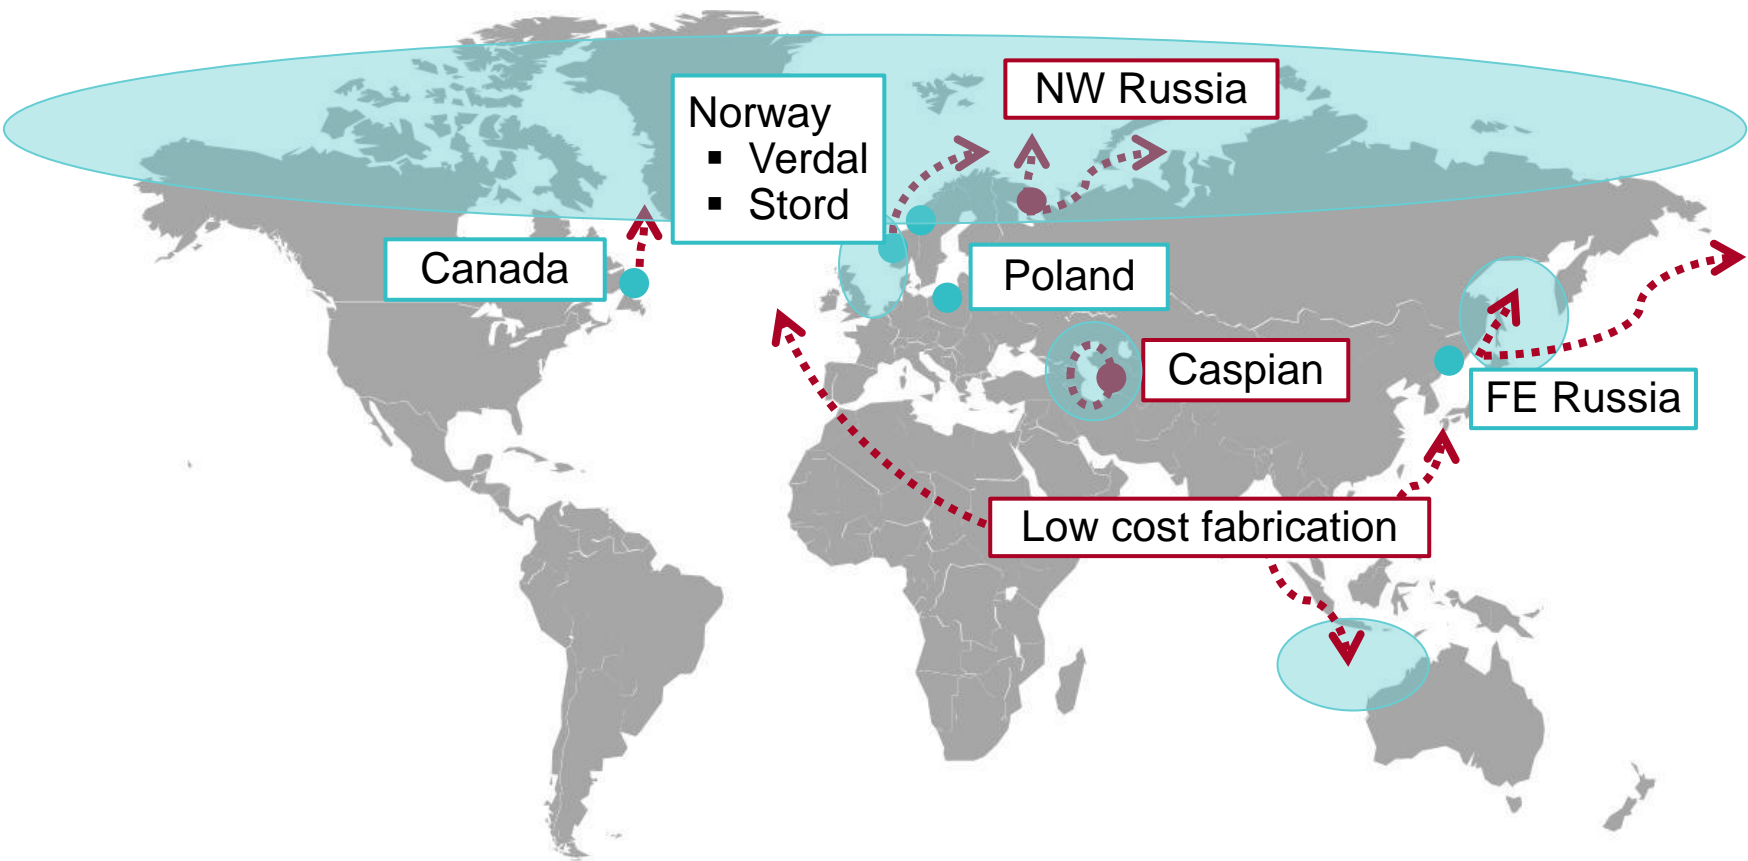 NW Russia
Norway
▪ Verdal
▪ Stord
Canada
Poland
Caspian
FE Russia
Low cost fabrication